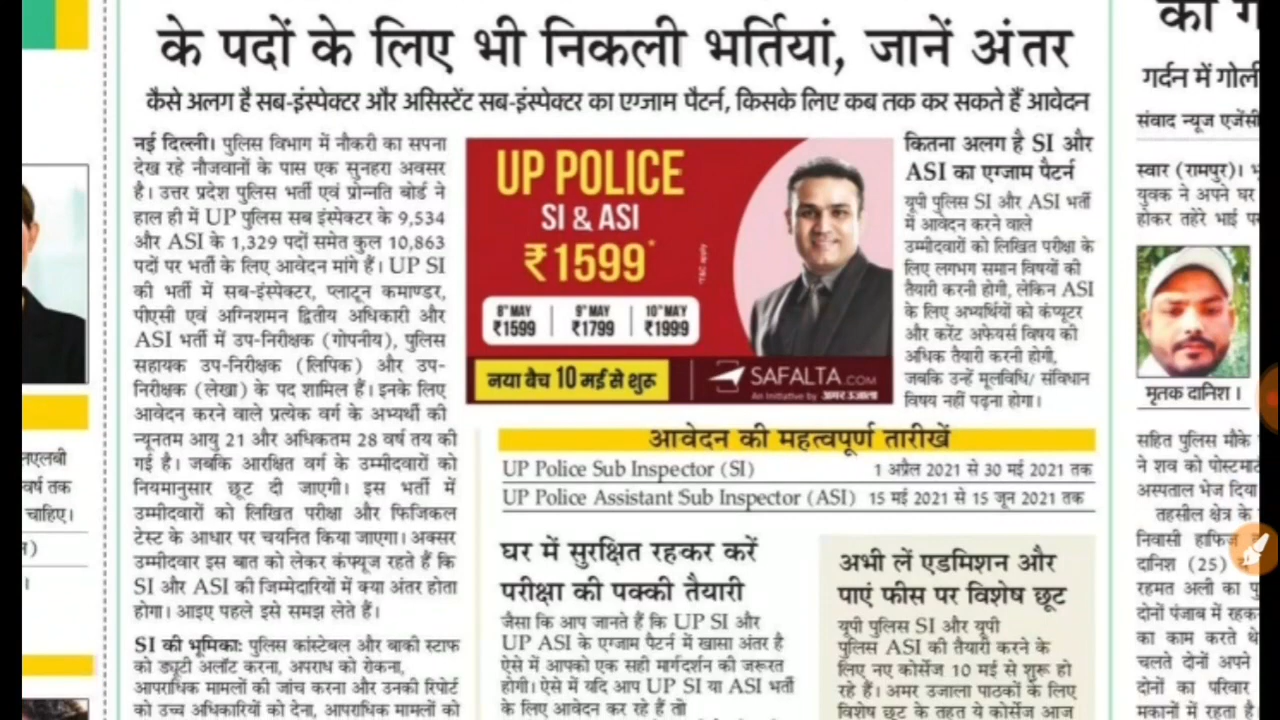 के पदों के लिए भी निकली भर्तियां, जानें अंतर
कैसे अलग है सब-इंस्पेक्टर और असिस्टेंट सब-इंस्पेक्टर का एग्जाम पैटर्न, किसके लिए कब तक कर सकते हैं आवेदन
नई दिल्ली। पुलिस विभाग में नौकरी का सपना
देख रहे नौजवानों के पास एक सुनहरा अवसर
है। उत्तर प्रदेश पुलिस भर्ती एवं प्रोन्नति बोर्ड ने
हाल ही में UP पुलिस सब इंस्पेक्टर के 9,534
और ASI के 1,329 पदों समेत कुल 10,863
पदों पर भर्ती के लिए आवेदन मांगे हैं। UP SI
की भर्ती में सब-इंस्पेक्टर, प्लाटून कमाण्डर,
पीएसी एवं अग्निशमन द्वितीय अधिकारी और
ASI भर्ती में उप-निरीक्षक (गोपनीय), पुलिस
सहायक उप-निरीक्षक (लिपिक) और उप-
निरीक्षक (लेखा) के पद शामिल हैं। इनके लिए
आवेदन करने वाले प्रत्येक वर्ग के अभ्यर्थी की
न्यूनतम आयु 21 और अधिकतम 28 वर्ष तय की
गई है। जबकि आरक्षित वर्ग के उम्मीदवारों को
नियमानुसार छूट दी जाएगी। इस भर्ती में
उम्मीदवारों को लिखित परीक्षा और फिजिकल
टेस्ट के आधार पर चयनित किया जाएगा। अक्सर
उम्मीदवार इस बात को लेकर कंफ्यूज रहते हैं कि
SI और ASI की जिम्मेदारियों में क्या अंतर होता
होगा। आइए पहले इसे समझ लेते हैं।
SI की भूमिका: पुलिस कांस्टेबल और बाकी स्टाफ
को ड्यूटी अलॉट करना, अपराध को रोकना,
आपराधिक मामलों की जांच करना और उनकी रिपोर्ट
को उच्च अधिकारियों को देना, आपराधिक मामलों को
UP POLICE
SI & ASI
₹1599*
*T&C apply
8th MAY ₹1599
9th MAY ₹1799
10th MAY ₹1999
नया बैच 10 मई से शुरू
SAFALTA.COM
An Initiative by अमर उजाला
कितना अलग है SI और
ASI का एग्जाम पैटर्न
यूपी पुलिस SI और ASI भर्ती
में आवेदन करने वाले
उम्मीदवारों को लिखित परीक्षा के
लिए लगभग समान विषयों की
तैयारी करनी होगी, लेकिन ASI
के लिए अभ्यर्थियों को कंप्यूटर
और करेंट अफेयर्स विषय की
अधिक तैयारी करनी होगी,
जबकि उन्हें मूलविधि/ संविधान
विषय नहीं पढ़ना होगा।
आवेदन की महत्वपूर्ण तारीखें
UP Police Sub Inspector (SI) 1 अप्रैल 2021 से 30 मई 2021 तक
UP Police Assistant Sub Inspector (ASI) 15 मई 2021 से 15 जून 2021 तक
घर में सुरक्षित रहकर करें
परीक्षा की पक्की तैयारी
जैसा कि आप जानते हैं कि UP SI और
UP ASI के एग्जाम पैटर्न में खासा अंतर है
ऐसे में आपको एक सही मार्गदर्शन की जरूरत
होगी। ऐसे में यदि आप UP SI या ASI भर्ती
के लिए आवेदन कर रहे हैं तो
अभी लें एडमिशन और
पाएं फीस पर विशेष छूट
यूपी पुलिस SI और यूपी
पुलिस ASI की तैयारी करने के
लिए नए कोर्सेज 10 मई से शुरू हो
रहे हैं। अमर उजाला पाठकों के लिए
विशेष छूट के तहत ये कोर्सेज आज
गर्दन में गोली
संवाद न्यूज एजेंसी
स्वार (रामपुर)।
युवक ने अपने घर
होकर तहेरे भाई
मृतक दानिश।
सहित पुलिस मौके
ने शव को पोस्टमार्ट
अस्पताल भेज दिया
तहसील क्षेत्र के
निवासी हाफिज
दानिश (25)
रहमत अली का
दोनों पंजाब में रहक
का काम करते थे
चलते दोनों अपने
दोनों का परिवार
मकानों में रहता है
वर्ष तक
चाहिए।